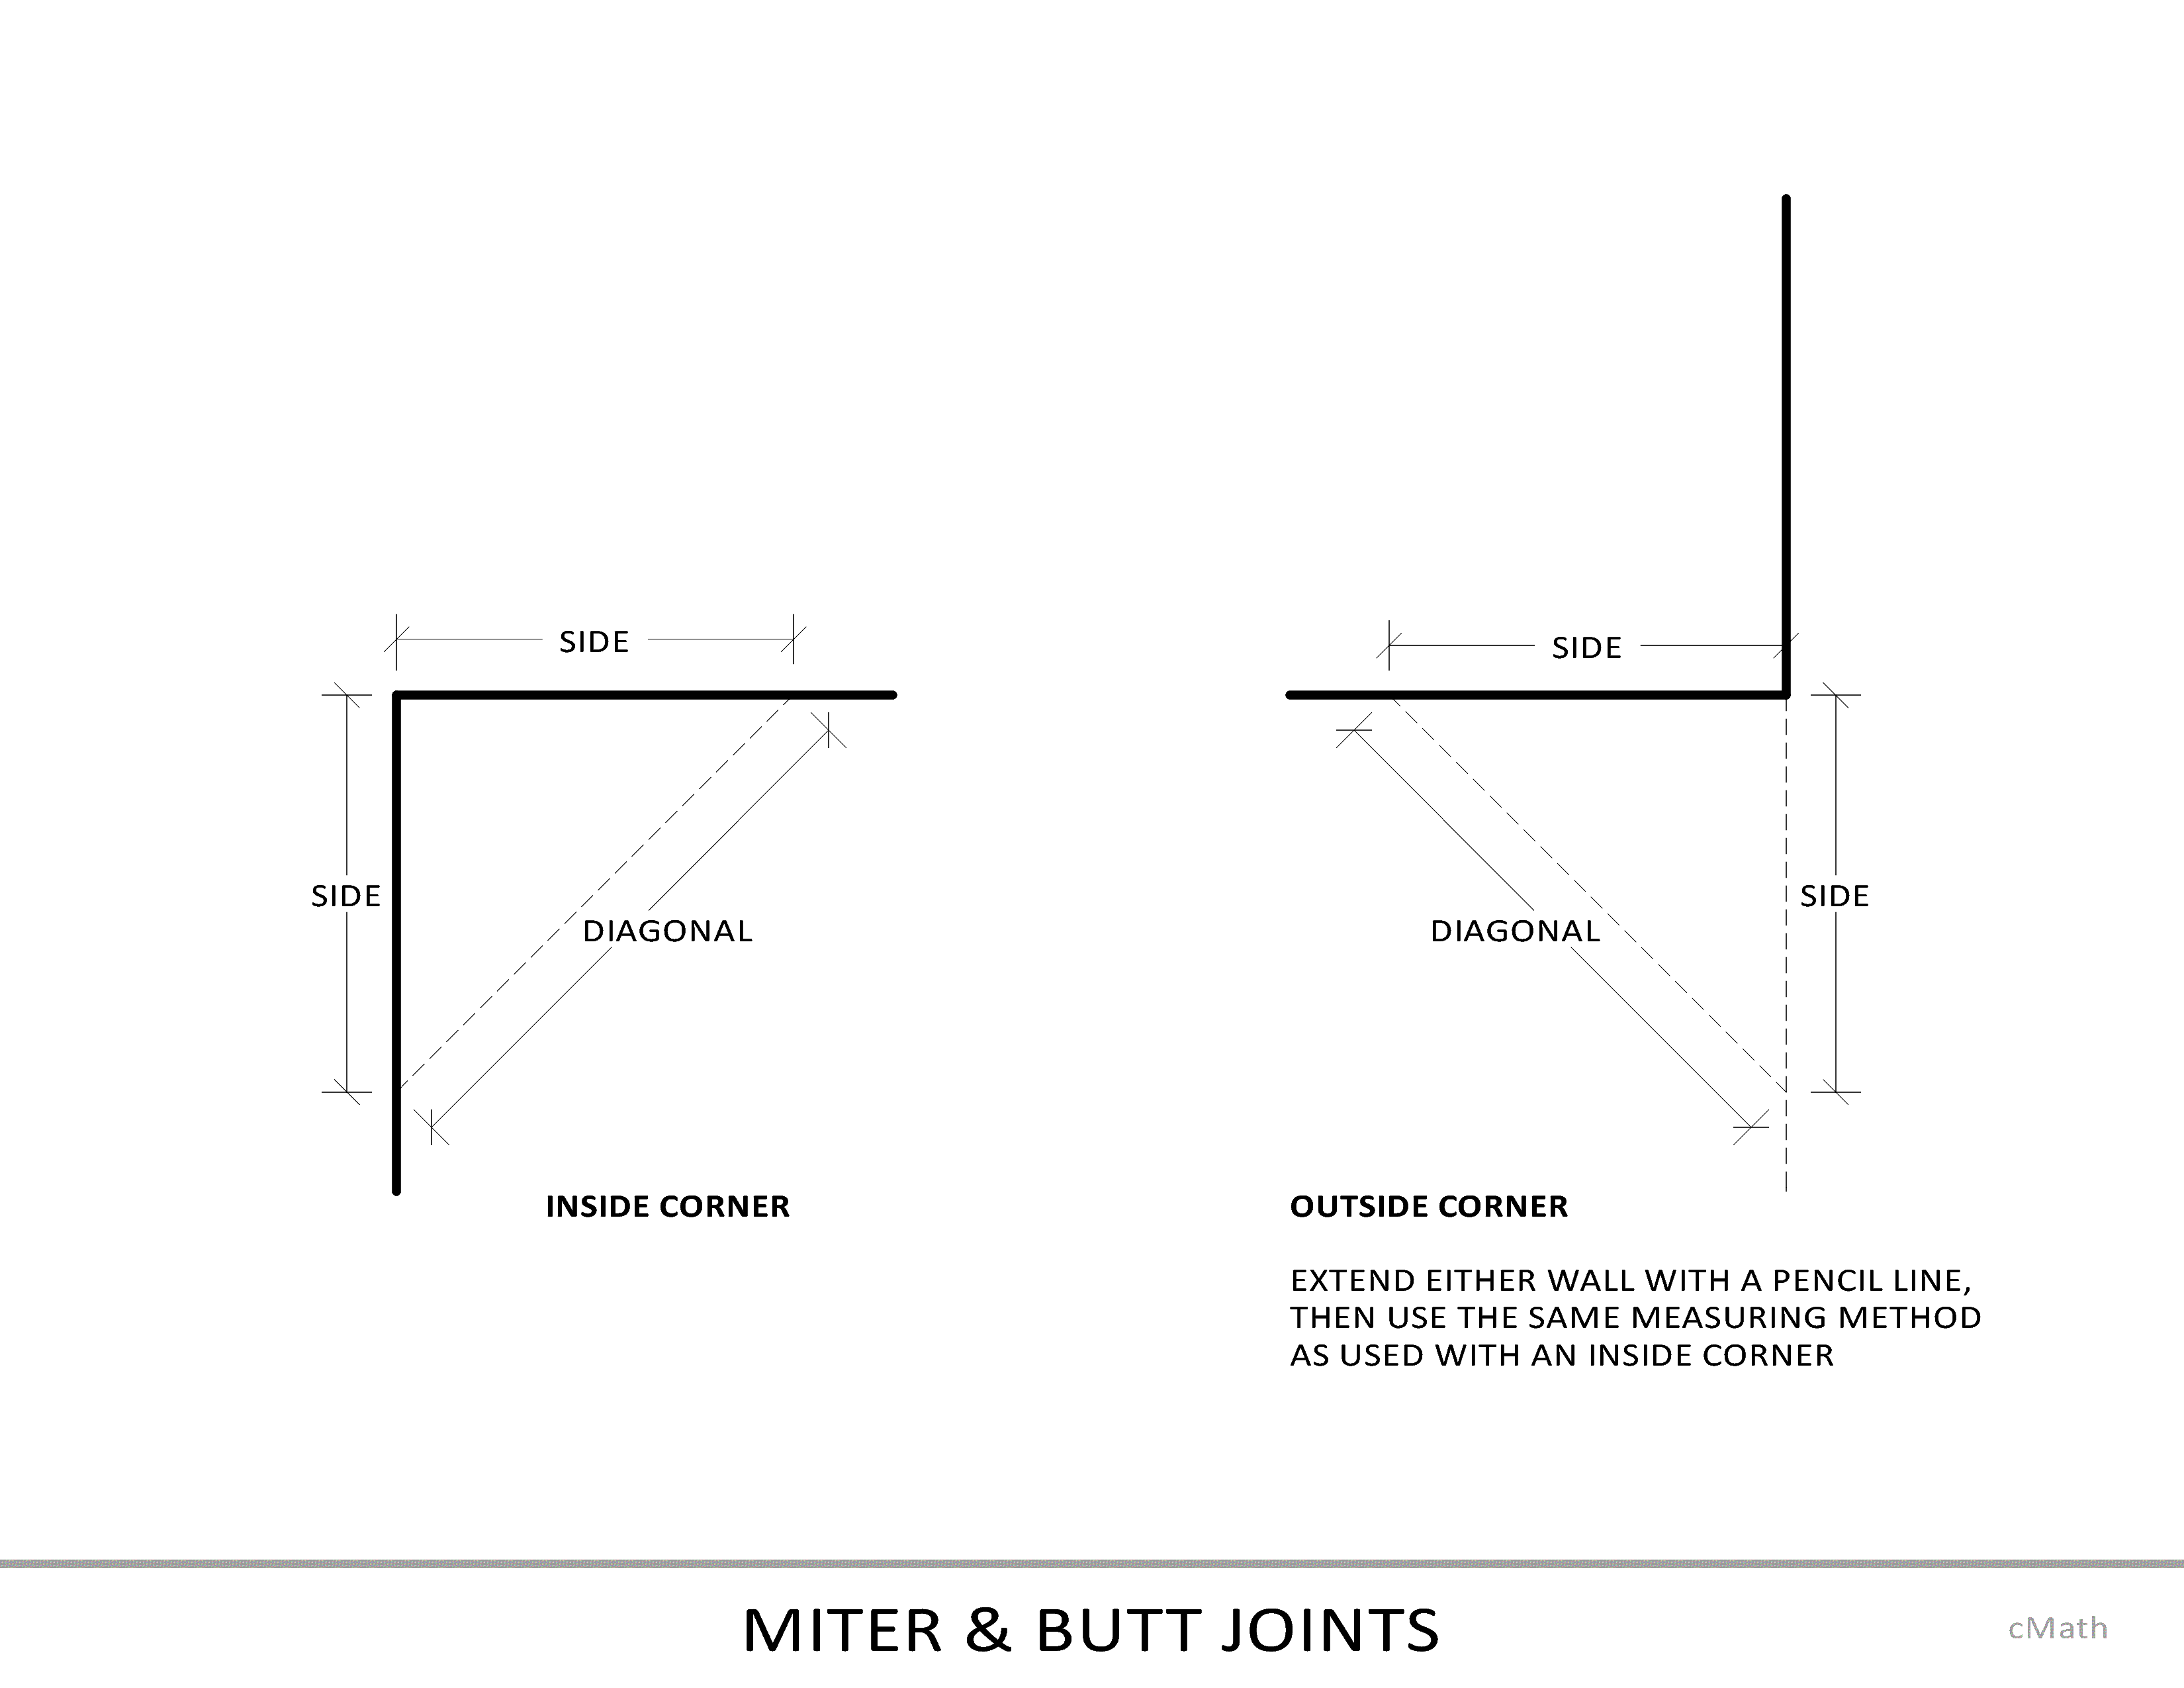 SIDE
SIDE
SIDE
SIDE
DIAGONAL
DIAGONAL
INSIDE CORNER
OUTSIDE CORNER
EXTEND EITHER WALL WITH A PENCIL LINE,
THEN USE THE SAME MEASURING METHOD
AS USED WITH AN INSIDE CORNER
MITER & BUTT JOINTS
cMath